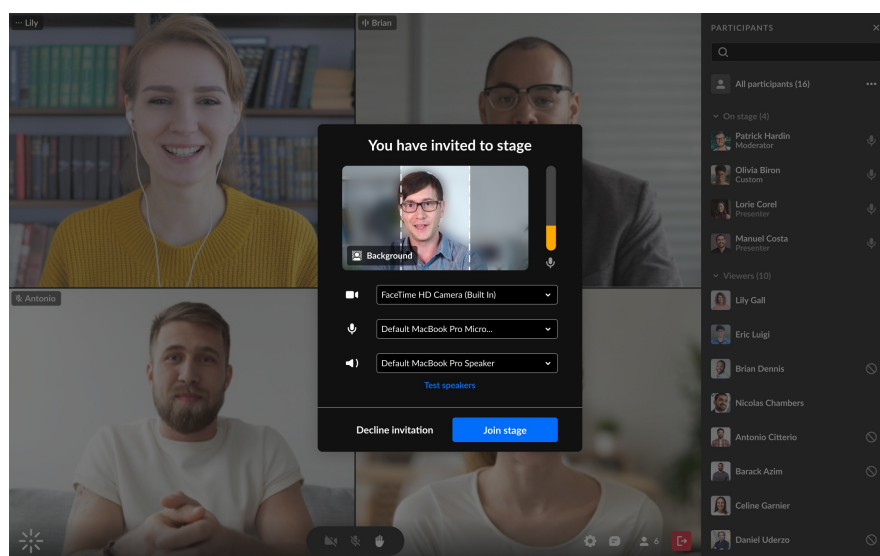 Lily
Brian
Antonio
You have invited to stage
Background
FaceTime HD Camera (Built In)
Default MacBook Pro Micro...
Default MacBook Pro Speaker
Test speakers
Decline invitation
Join stage
6
PARTICIPANTS
All participants (16)
On stage (4)
Patrick Hardin
Moderator
Olivia Biron
Custom
Lorie Corel
Presenter
Manuel Costa
Presenter
Viewers (10)
Lily Gall
Eric Luigi
Brian Dennis
Nicolas Chambers
Antonio Citterio
Barack Azim
Celine Garnier
Daniel Uderzo